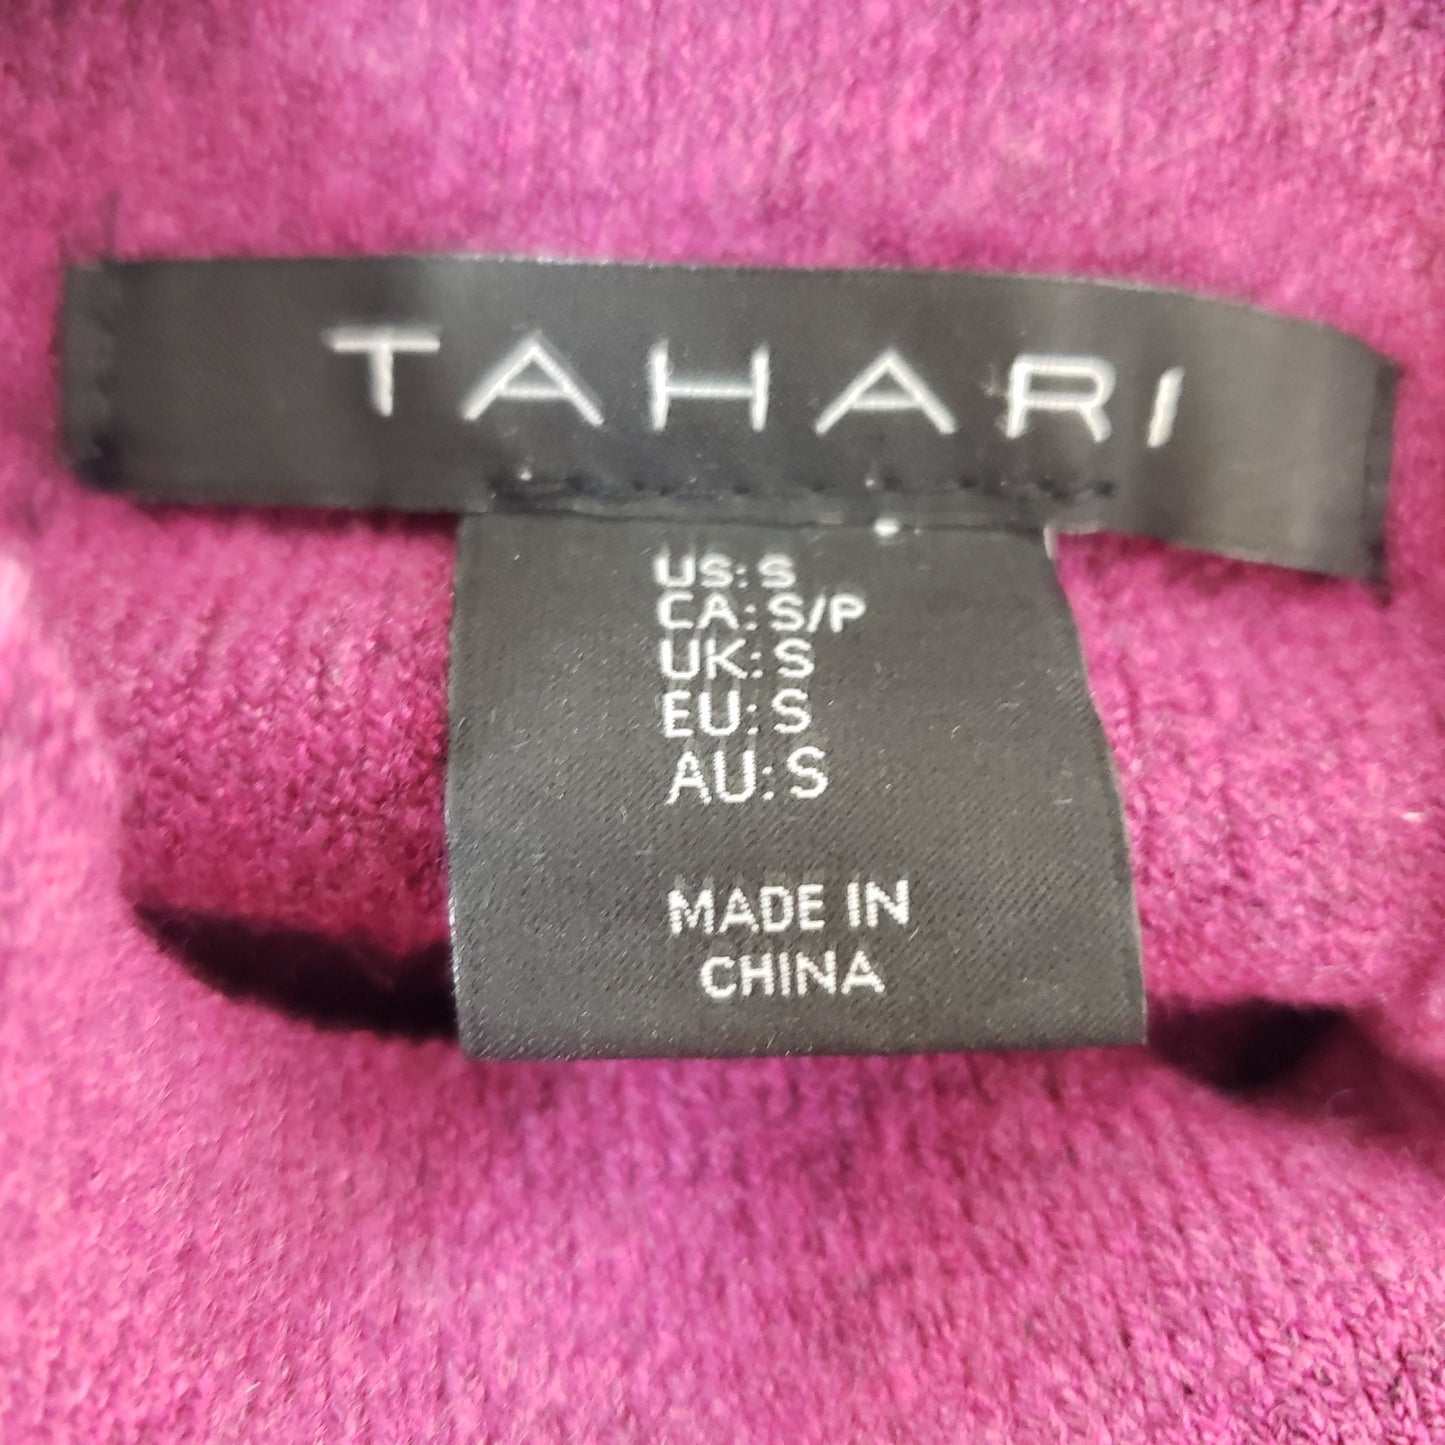 TAHARI
US: S
CA: S/P
UK: S
EU: S
AU: S
MADE IN
CHINA